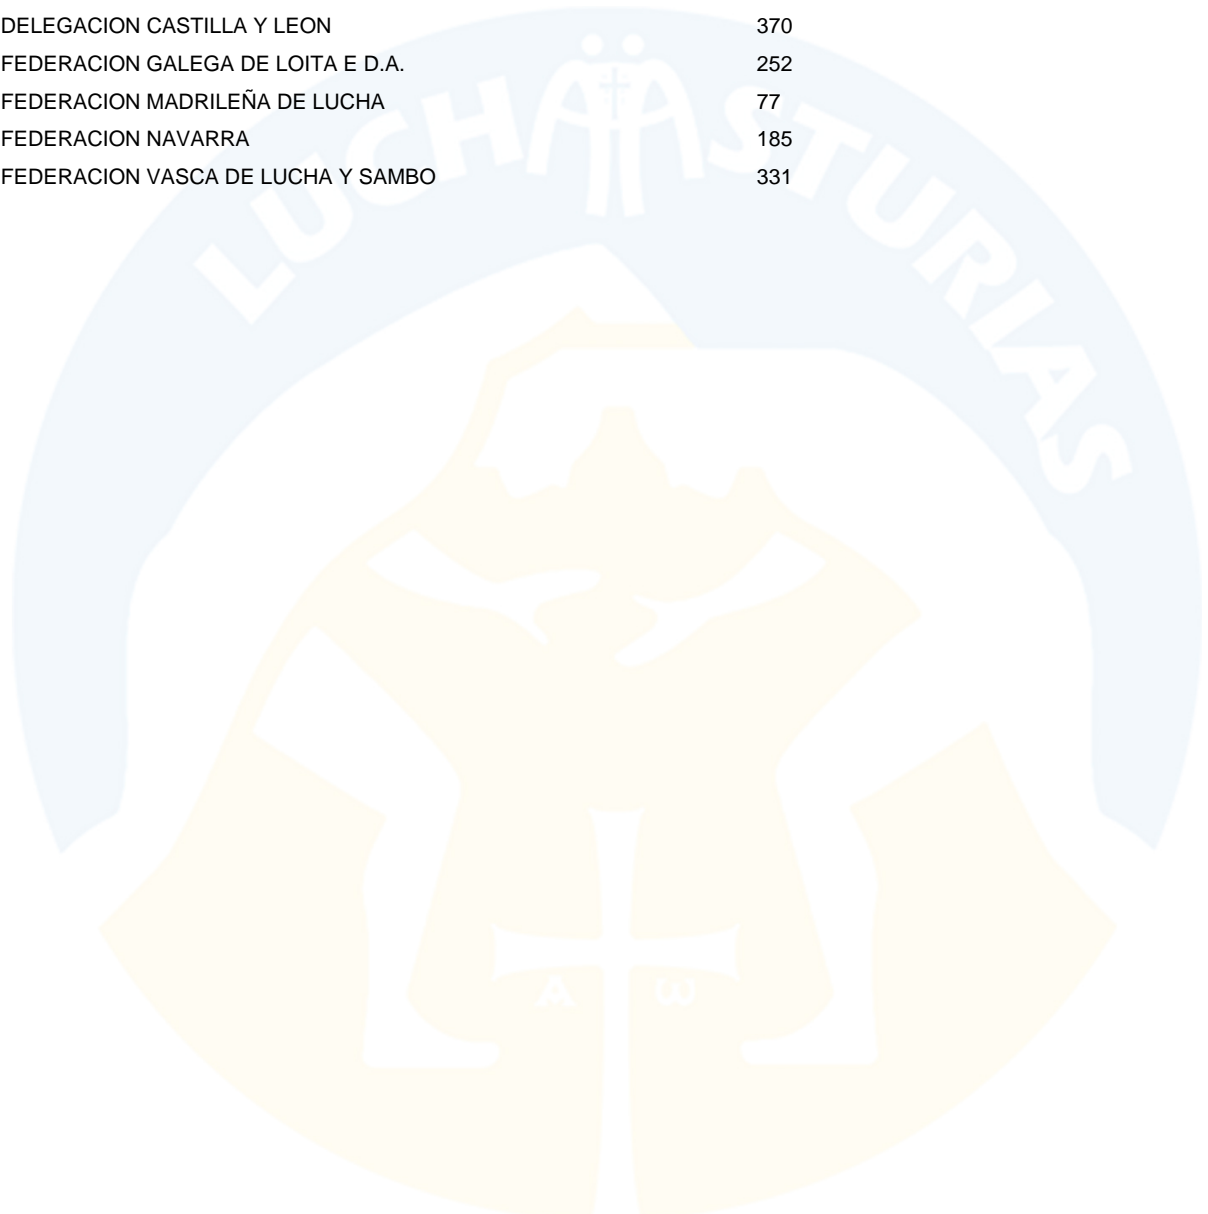 DELEGACION CASTILLA Y LEON 370
FEDERACION GALEGA DE LOITA E D.A. 252
FEDERACION MADRILEÑA DE LUCHA 77
FEDERACION NAVARRA 185
FEDERACION VASCA DE LUCHA Y SAMBO 331
LUCHASTURIAS
A ω